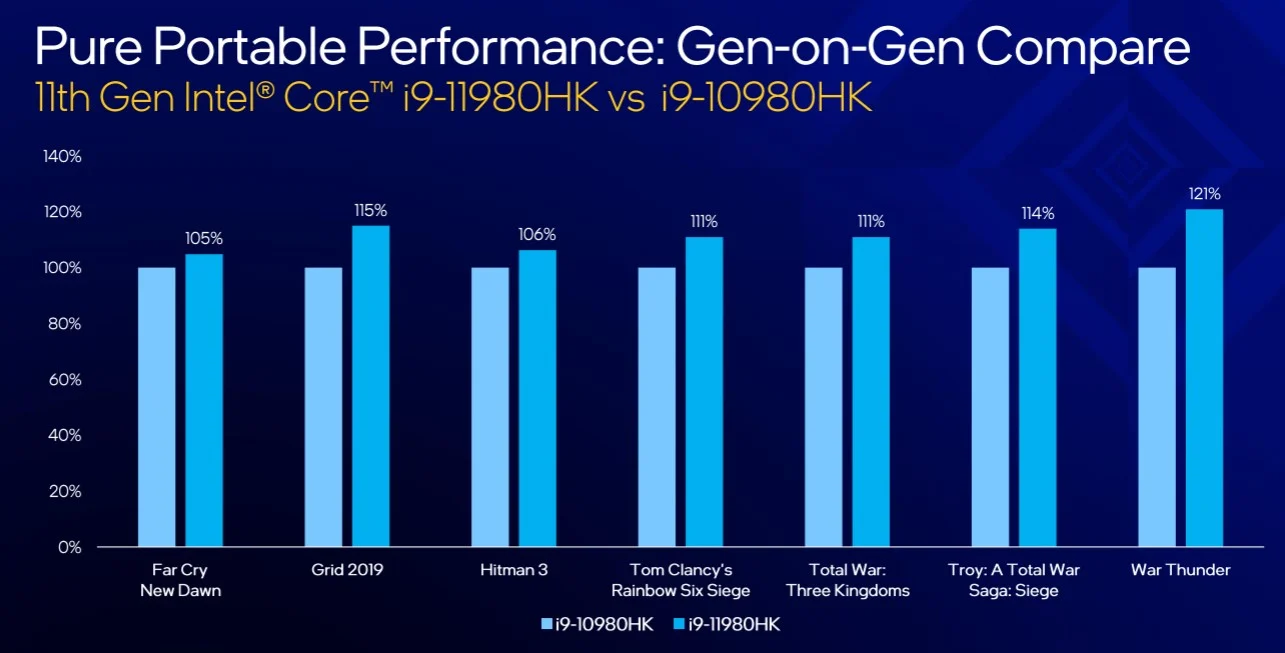 Pure Portable Performance: Gen-on-Gen Compare
11th Gen Intel® Core™ i9-11980HK vs i9-10980HK
140%
120%
100%
80%
60%
40%
20%
0%
105%
115%
106%
111%
111%
114%
121%
Far Cry
New Dawn
Grid 2019
Hitman 3
Tom Clancy's
Rainbow Six Siege
Total War:
Three Kingdoms
Troy: A Total War
Saga: Siege
War Thunder
i9-10980HK
i9-11980HK